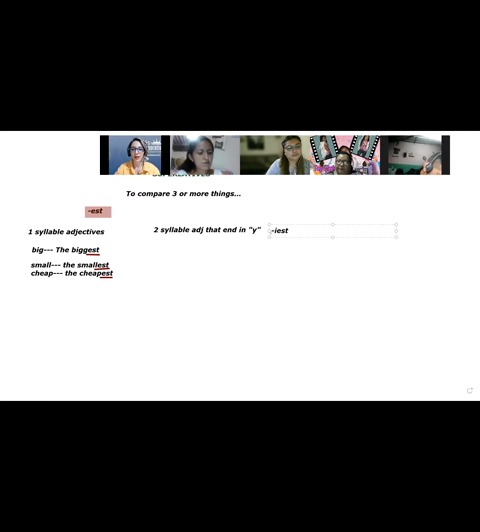 SUPERLATIVES
To compare 3 or more things...
-est
1 syllable adjectives
2 syllable adj that end in "y"
-iest
big--- The biggest
small--- the smallest
cheap--- the cheapest